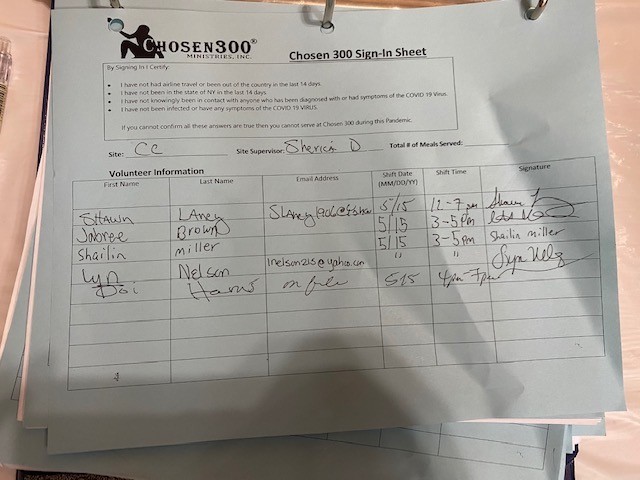 CHOSEN300®
MINISTRIES, INC.
Chosen 300 Sign-In Sheet
By Signing In I Certify:
• I have not had airline travel or been out of the country in the last 14 days.
• I have not been in the state of NY in the last 14 days.
• I have not knowingly been in contact with anyone who has been diagnosed with or had symptoms of the COVID 19 Virus.
• I have not been infected or have any symptoms of the COVID 19 VIRUS.
If you cannot confirm all these answers are true then you cannot serve at Chosen 300 during this Pandemic.
Site: CC Site Supervisor: Sherica D Total # of Meals Served:
Volunteer Information
First Name Last Name Email Address Shift Date (MM/DD/YY) Shift Time Signature
SHAWN LANey 5/15 12-7pm
Jabree Brown 5/15 3-5pm
Shailin miller 5/15 3-5pm Shailin miller
Lyn Nelson lnelson215@yahoo.com " " Lyn
on file 5/15 4pm-7pm
4